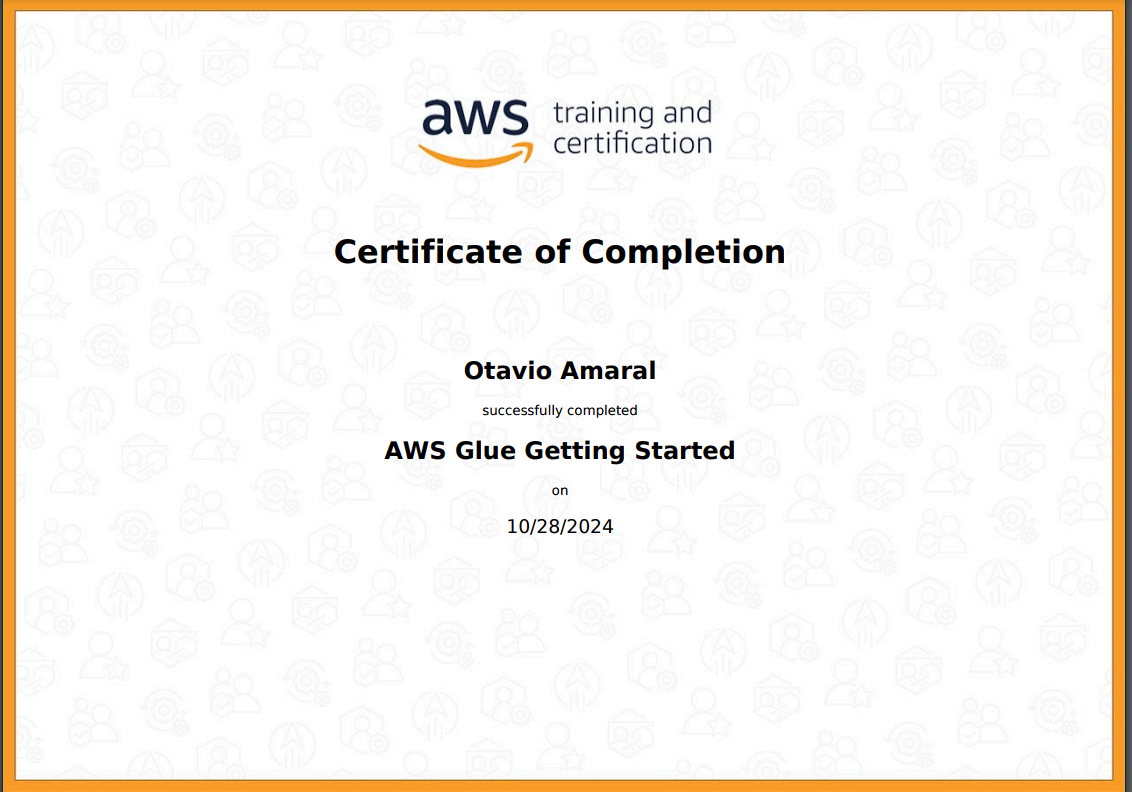 aws training and
certification
Certificate of Completion
Otavio Amaral
successfully completed
AWS Glue Getting Started
on
10/28/2024